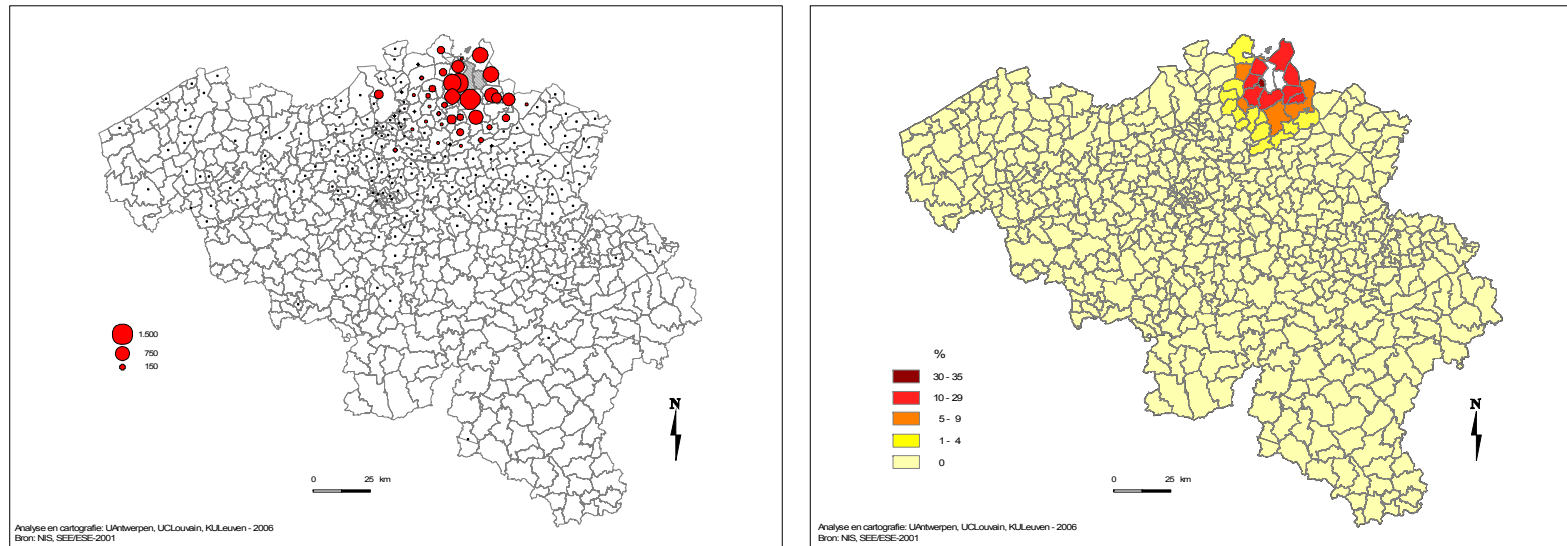 1.500
750
150
N
0 25 km
Analyse en cartografie: UAntwerpen, UCLouvain, KULeuven - 2006
Bron: NIS, SEE/ESE-2001
%
30 - 35
10 - 29
5 - 9
1 - 4
0
N
0 25 km
Analyse en cartografie: UAntwerpen, UCLouvain, KULeuven - 2006
Bron: NIS, SEE/ESE-2001